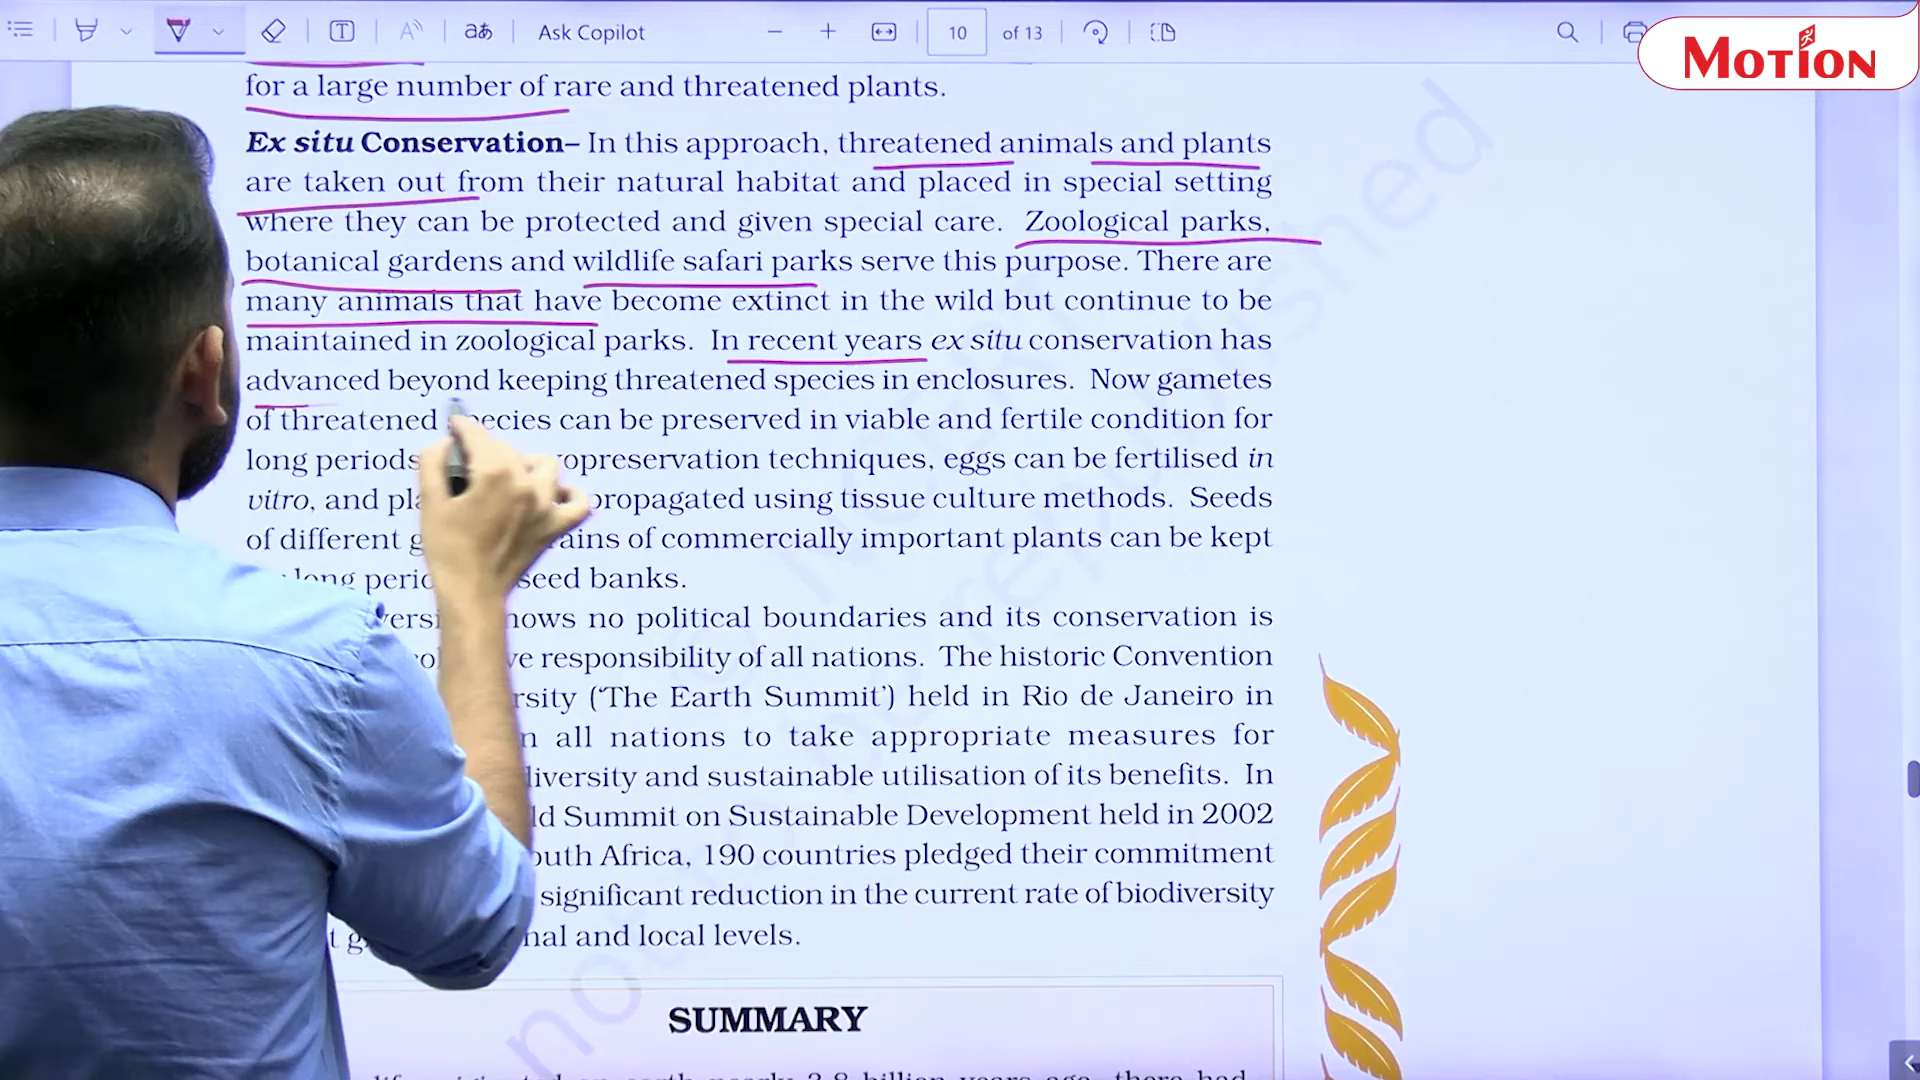 Ask Copilot
10 of 13
MOTION
for a large number of rare and threatened plants.
Ex situ Conservation– In this approach, threatened animals and plants
are taken out from their natural habitat and placed in special setting
where they can be protected and given special care. Zoological parks,
botanical gardens and wildlife safari parks serve this purpose. There are
many animals that have become extinct in the wild but continue to be
maintained in zoological parks. In recent years ex situ conservation has
advanced beyond keeping threatened species in enclosures. Now gametes
of threatened species can be preserved in viable and fertile condition for
long periods techniques, eggs can be fertilised in
vitro, and propagated using tissue culture methods. Seeds
of different of commercially important plants can be kept
long seed banks.
no political boundaries and its conservation is
responsibility of all nations. The historic Convention
('The Earth Summit') held in Rio de Janeiro in
all nations to take appropriate measures for
and sustainable utilisation of its benefits. In
Summit on Sustainable Development held in 2002
Africa, 190 countries pledged their commitment
significant reduction in the current rate of biodiversity
and local levels.
SUMMARY